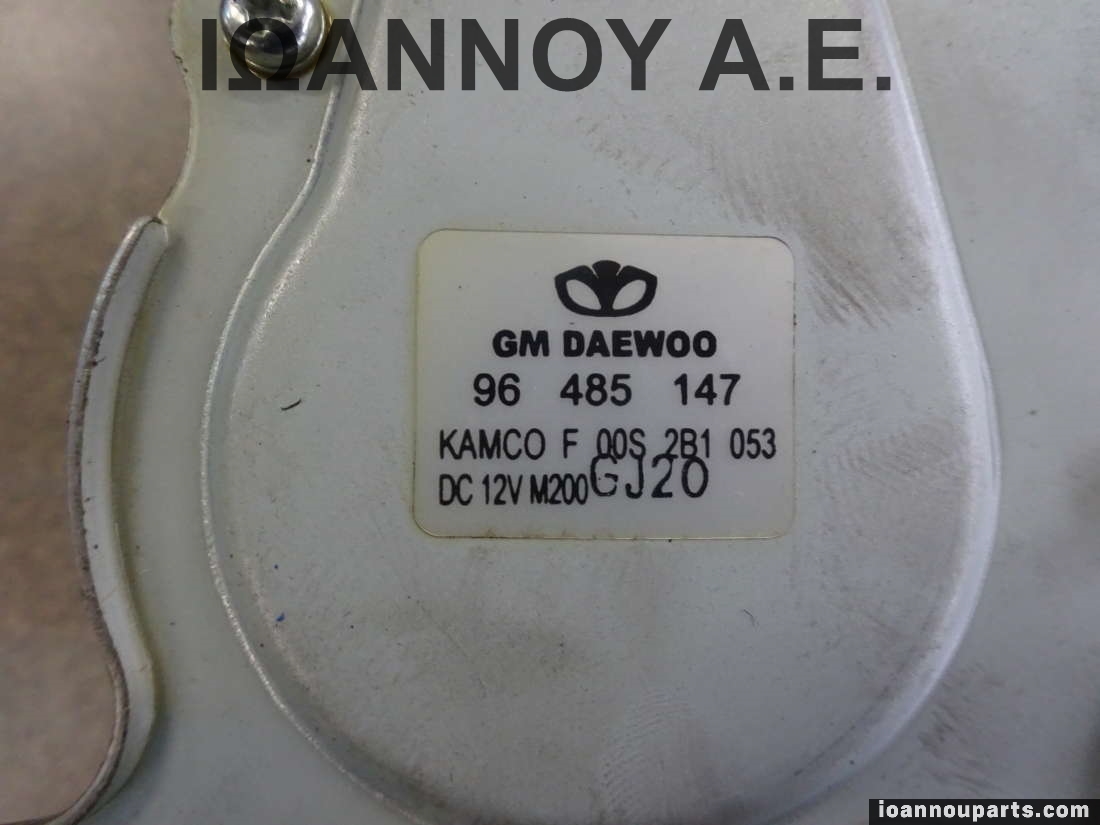 ΙΩΑΝΝΟΥ Α.Ε.
GM DAEWOO
96 485 147
KAMCO F 00S 2B1 053
DC 12V M200 GJ20
ioannouparts.com